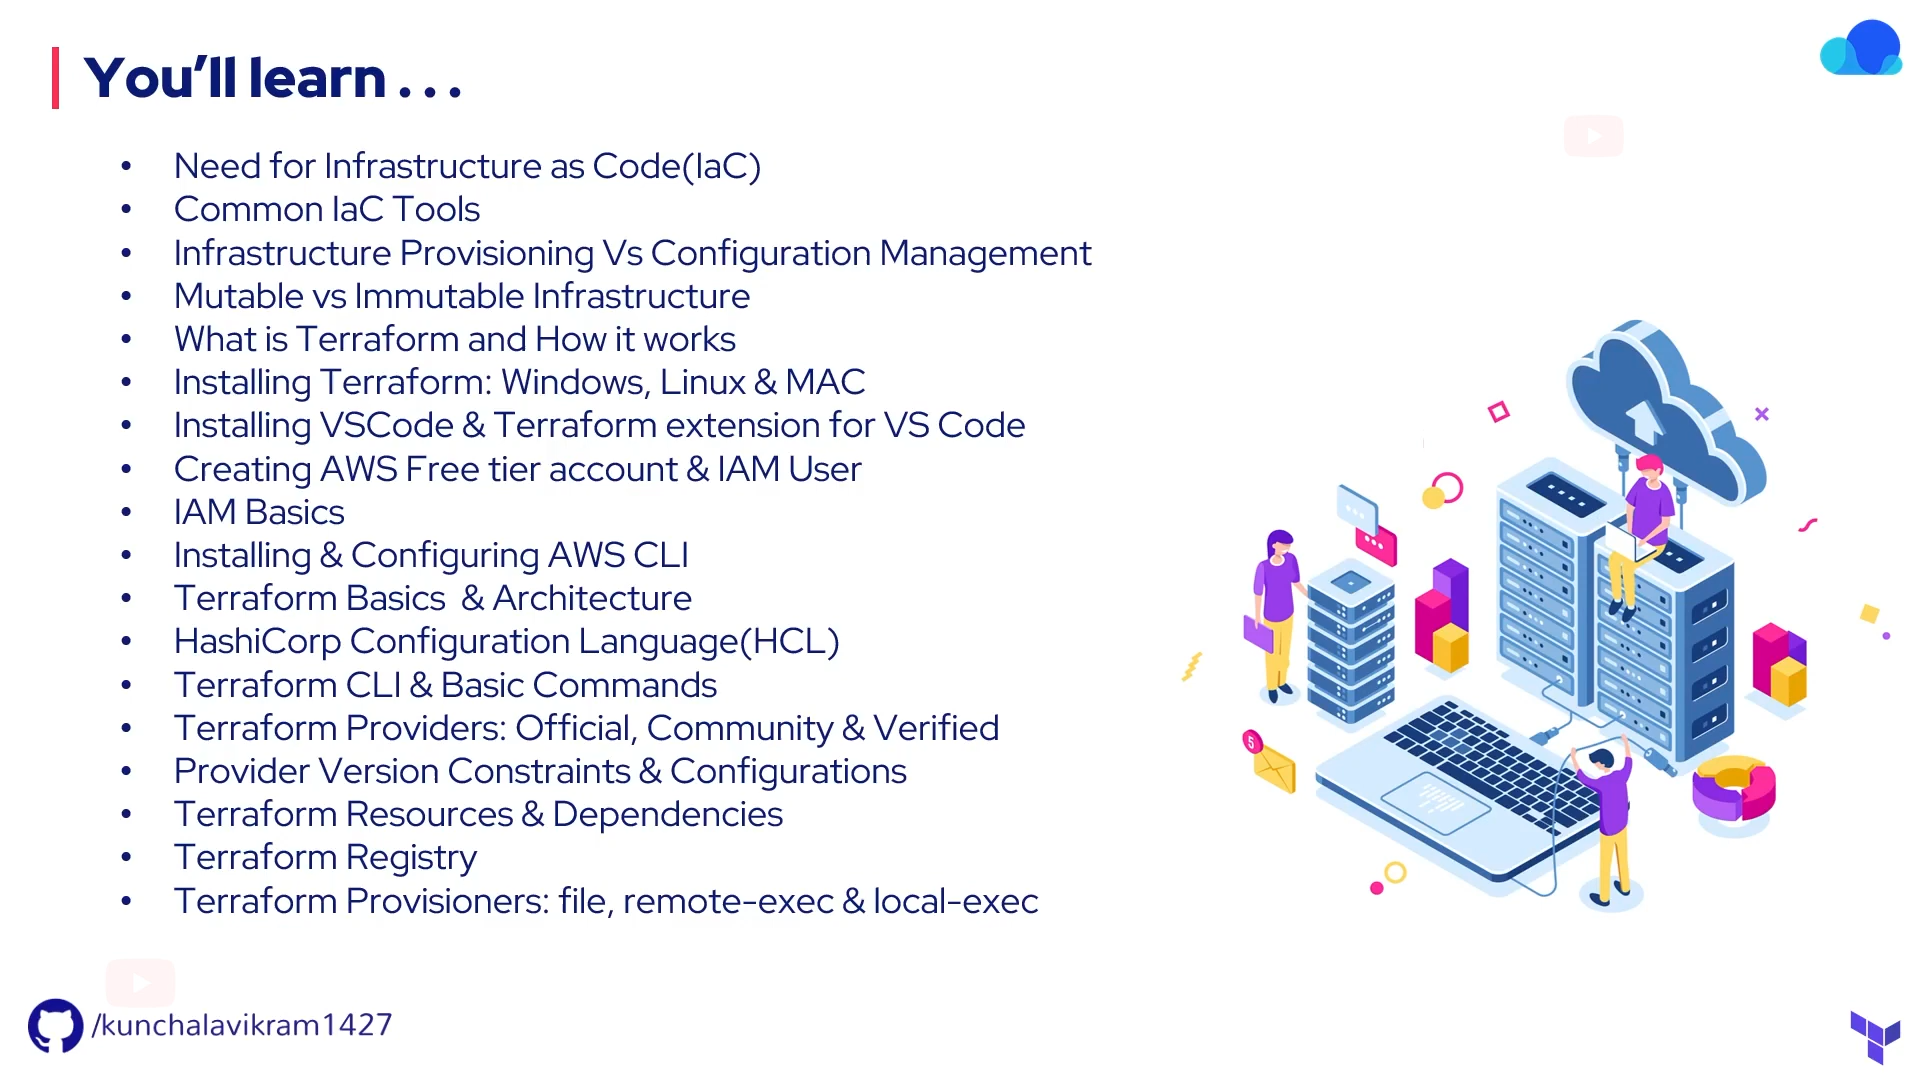 You’ll learn . . .
• Need for Infrastructure as Code(IaC)
• Common IaC Tools
• Infrastructure Provisioning Vs Configuration Management
• Mutable vs Immutable Infrastructure
• What is Terraform and How it works
• Installing Terraform: Windows, Linux & MAC
• Installing VSCode & Terraform extension for VS Code
• Creating AWS Free tier account & IAM User
• IAM Basics
• Installing & Configuring AWS CLI
• Terraform Basics  & Architecture
• HashiCorp Configuration Language(HCL)
• Terraform CLI & Basic Commands
• Terraform Providers: Official, Community & Verified
• Provider Version Constraints & Configurations
• Terraform Resources & Dependencies
• Terraform Registry
• Terraform Provisioners: file, remote-exec & local-exec
5
/kunchalavikram1427